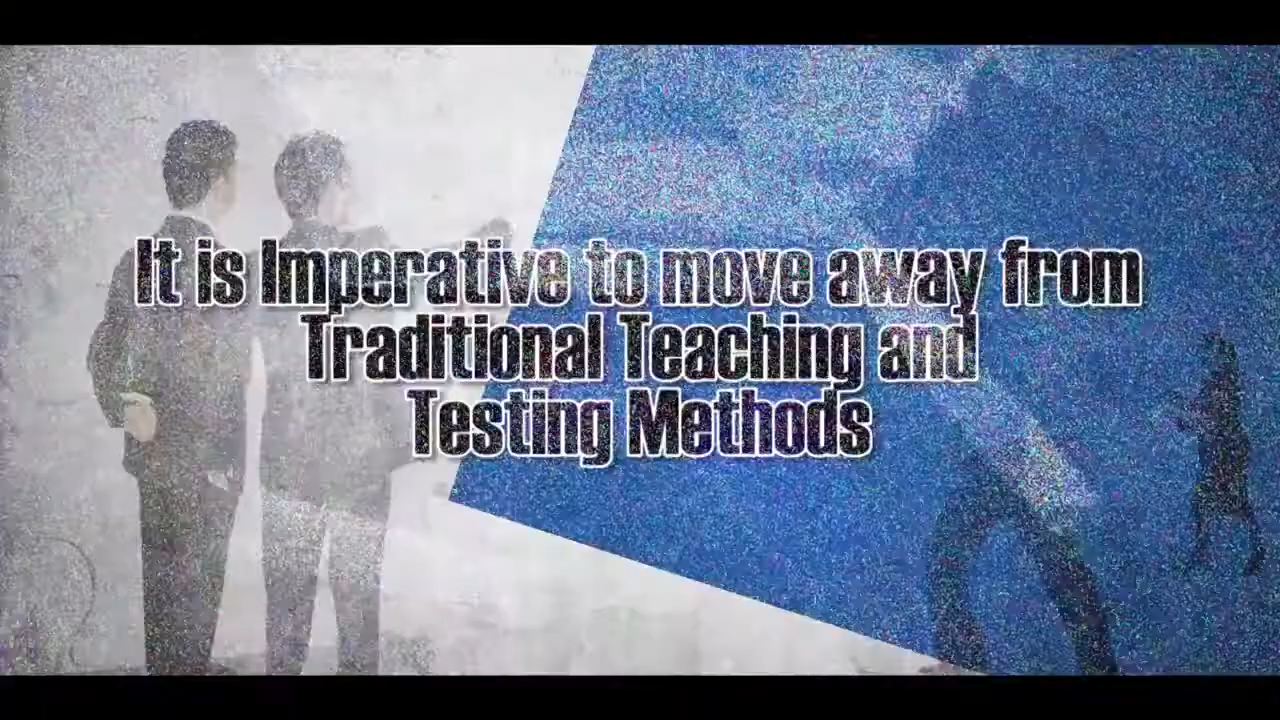 It is Imperative to move away from
Traditional Teaching and
Testing Methods